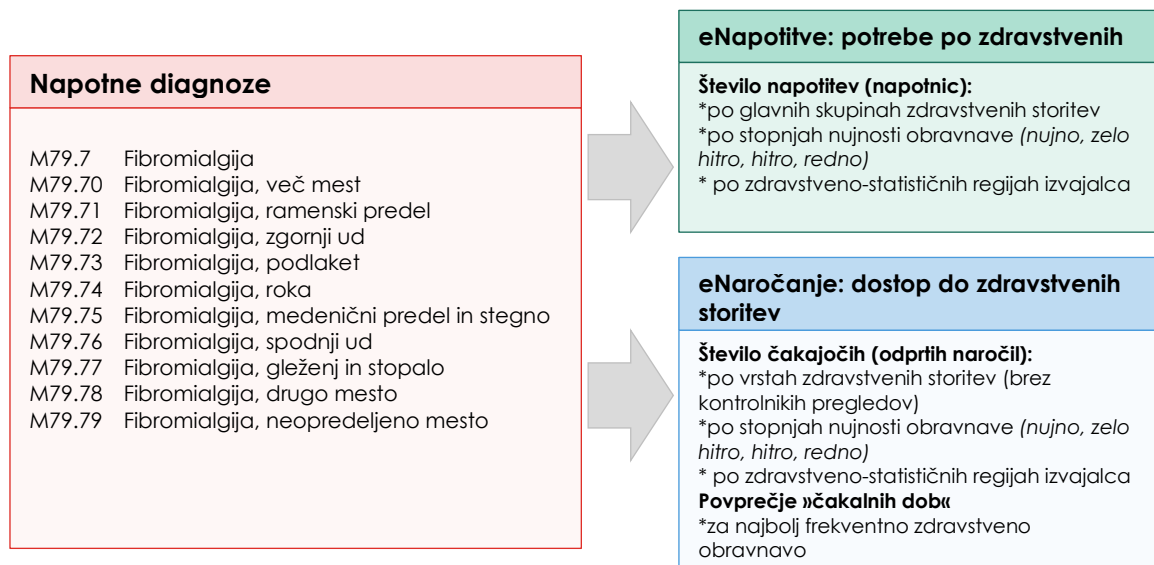 Napotne diagnoze
M79.7 Fibromialgija
M79.70 Fibromialgija, več mest
M79.71 Fibromialgija, ramenski predel
M79.72 Fibromialgija, zgornji ud
M79.73 Fibromialgija, podlaket
M79.74 Fibromialgija, roka
M79.75 Fibromialgija, medenični predel in stegno
M79.76 Fibromialgija, spodnji ud
M79.77 Fibromialgija, gleženj in stopalo
M79.78 Fibromialgija, drugo mesto
M79.79 Fibromialgija, neopredeljeno mesto
eNapotitve: potrebe po zdravstvenih
Število napotitev (napotnic):
*po glavnih skupinah zdravstvenih storitev
*po stopnjah nujnosti obravnave (nujno, zelo
hitro, hitro, redno)
* po zdravstveno-statističnih regijah izvajalca
eNaročanje: dostop do zdravstvenih
storitev
Število čakajočih (odprtih naročil):
*po vrstah zdravstvenih storitev (brez
kontrolnikih pregledov)
*po stopnjah nujnosti obravnave (nujno, zelo
hitro, hitro, redno)
* po zdravstveno-statističnih regijah izvajalca
Povprečje »čakalnih dob«
*za najbolj frekventno zdravstveno
obravnavo